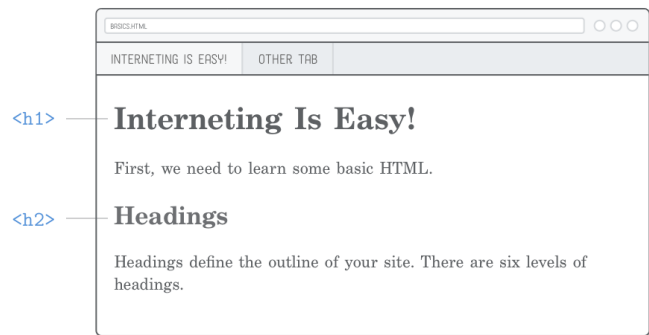 BASICS.HTML
INTERNETING IS EASY! OTHER TAB
<h1> Interneting Is Easy!
First, we need to learn some basic HTML.
<h2> Headings
Headings define the outline of your site. There are six levels of
headings.